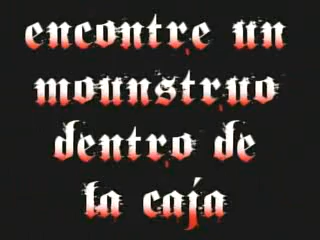 encontre un
mounstruo
dentro de
la caja